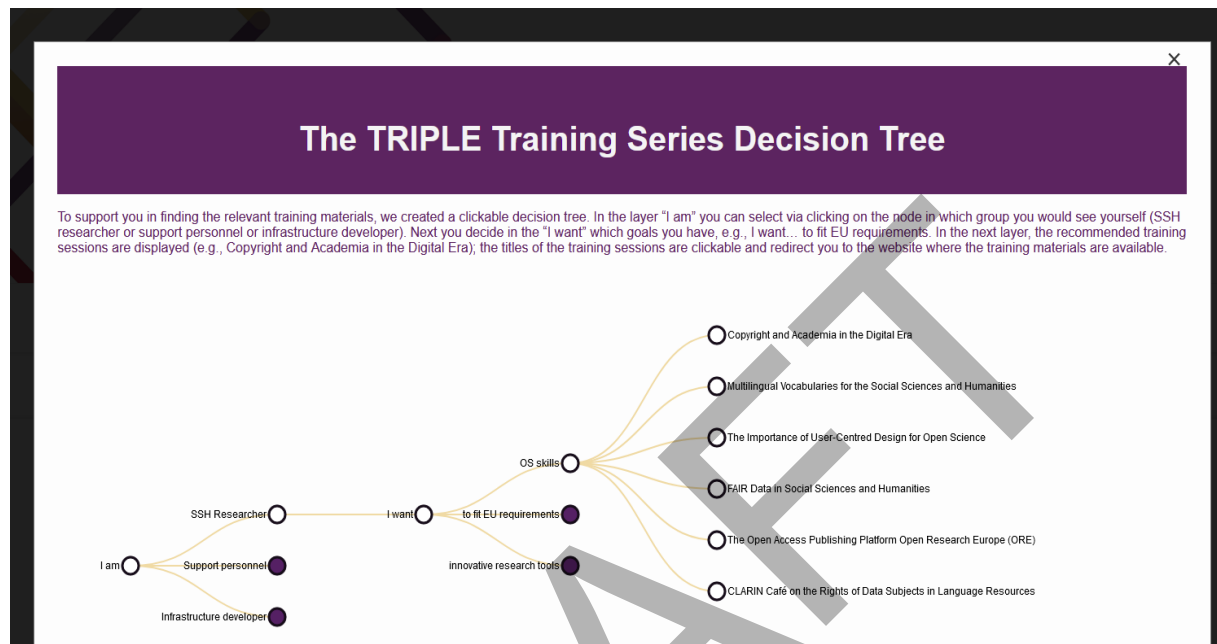 ×
The TRIPLE Training Series Decision Tree
To support you in finding the relevant training materials, we created a clickable decision tree. In the layer “I am” you can select via clicking on the node in which group you would see yourself (SSH
researcher or support personnel or infrastructure developer). Next you decide in the “I want” which goals you have, e.g., I want… to fit EU requirements. In the next layer, the recommended training
sessions are displayed (e.g., Copyright and Academia in the Digital Era); the titles of the training sessions are clickable and redirect you to the website where the training materials are available.
Copyright and Academia in the Digital Era
Multilingual Vocabularies for the Social Sciences and Humanities
The Importance of User-Centred Design for Open Science
OS skills
FAIR Data in Social Sciences and Humanities
SSH Researcher
I want
to fit EU requirements
The Open Access Publishing Platform Open Research Europe (ORE)
I am
Support personnel
innovative research tools
CLARIN Café on the Rights of Data Subjects in Language Resources
Infrastructure developer
AFT